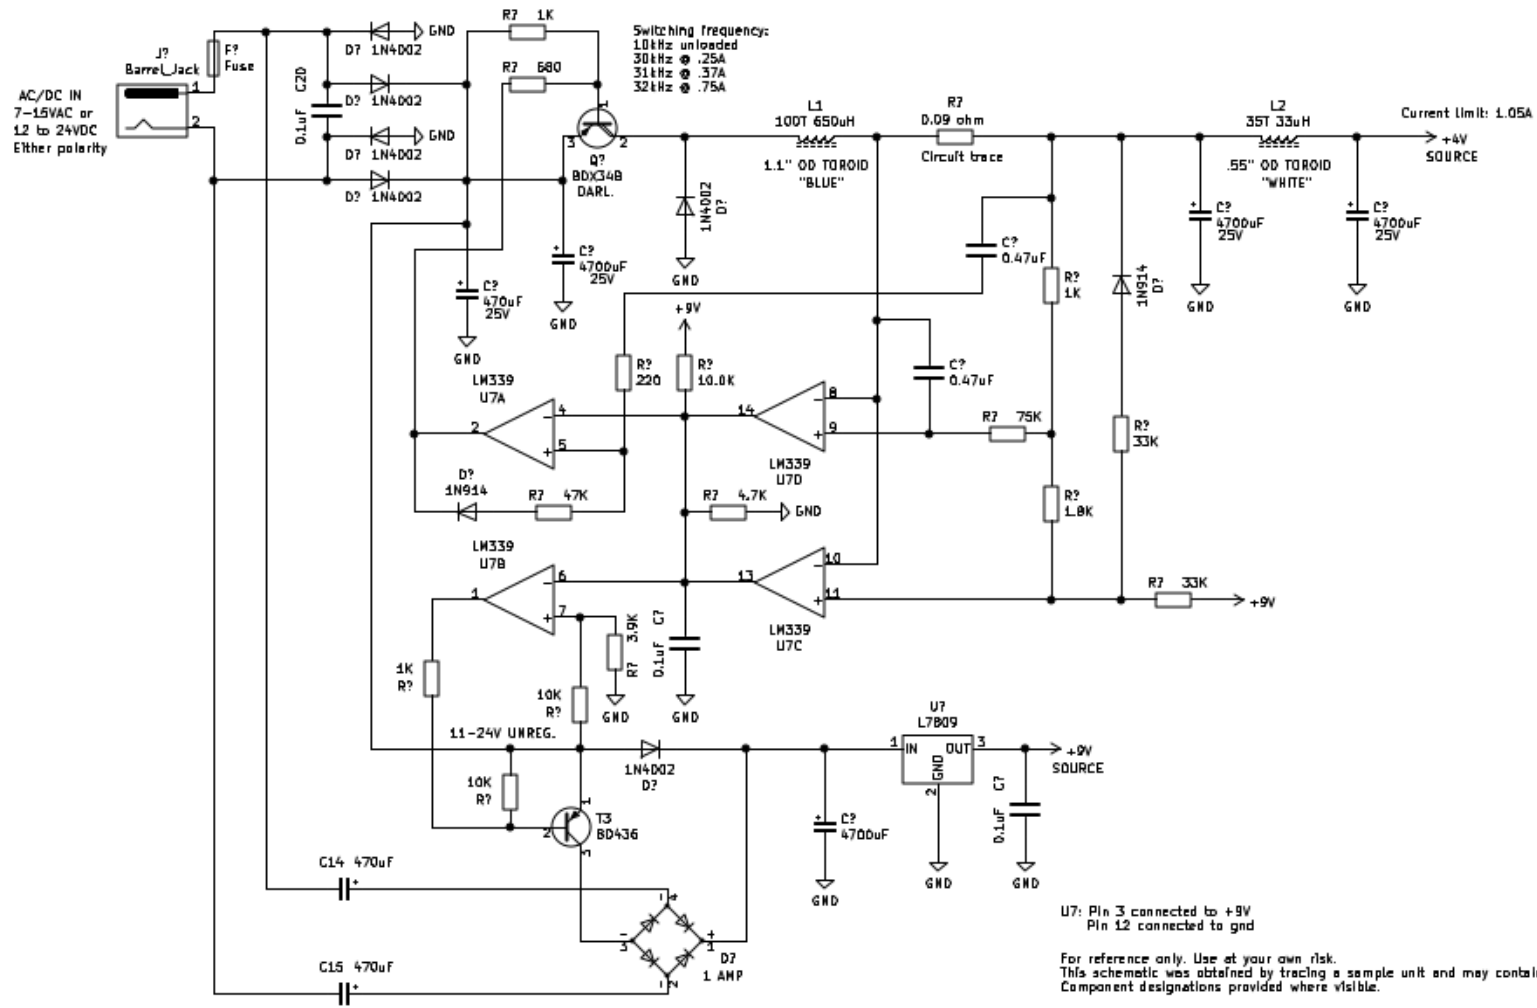 J?
Barrel_Jack
AC/DC IN
7-15VAC or
12 to 24VDC
Either polarity
1
2
F?
Fuse
C20
0.1uF
D? 1N4002
GND
D? 1N4002
D? 1N4002
GND
D? 1N4002
R? 1K
R? 680
Switching frequency:
10kHz unloaded
30kHz @ .25A
31kHz @ .37A
32kHz @ .75A
1
3
2
Q?
BDX34B
DARL.
1N4002
D?
GND
L1
100T 650uH
1.1" OD TOROID
"BLUE"
R?
0.09 ohm
Circuit trace
L2
35T 33uH
.55" OD TOROID
"WHITE"
Current limit: 1.05A
+4V
SOURCE
C?
4700uF
25V
GND
C?
4700uF
25V
GND
C?
470uF
25V
GND
C?
4700uF
25V
GND
C?
0.47uF
R?
1K
1N914
D?
+9V
R?
220
R?
10.0K
C?
0.47uF
LM339
U7A
2
4
5
-
+
14
8
9
-
+
LM339
U7D
R? 75K
R?
33K
D?
1N914
R? 47K
R? 4.7K
GND
R?
1.8K
LM339
U7B
1
6
7
-
+
13
10
11
-
+
LM339
U7C
R? 33K
+9V
1K
R?
10K
R?
3.9K
R?
GND
C?
0.1uF
GND
11-24V UNREG.
10K
R?
1N4002
D?
1
2
3
T3
BD436
U?
L7809
1
IN
OUT
3
GND
2
+9V
SOURCE
C?
4700uF
GND
GND
C?
0.1uF
GND
C14 470uF
C15 470uF
4
-
3
+
1
2
D?
1 AMP
U7: Pin 3 connected to +9V
Pin 12 connected to gnd
For reference only. Use at your own risk.
This schematic was obtained by tracing a sample unit and may contai
Component designations provided where visible.